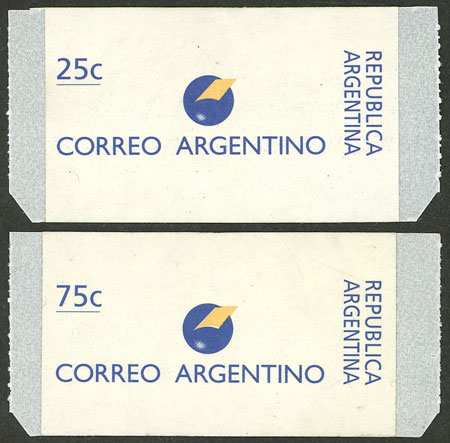 25c
CORREO ARGENTINO
REPUBLICA
ARGENTINA
75c
CORREO ARGENTINO
REPUBLICA
ARGENTINA